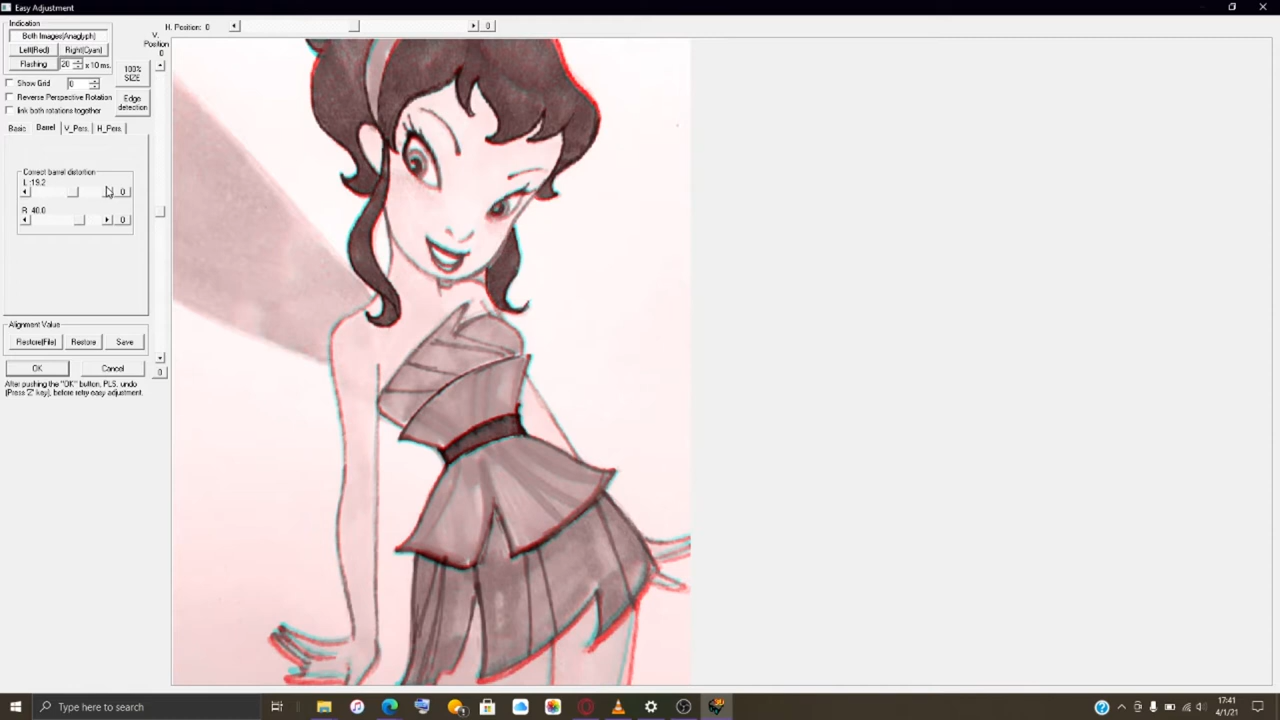 Easy Adjustment
Indication
Both Images(Anaglyph)
Left(Red) Right(Cyan)
Flashing 20 x 10 ms.
Show Grid 0
Reverse Perspective Rotation
link both rotations together
100% SIZE
Edge detection
V. Position 0
H. Position: 0
0
Basic Barrel V_Pers. H_Pers.
Correct barrel distortion
L :19.2
0
R 40.0
0
Alignment Value
Restore(File) Restore Save
OK Cancel
0
After pushing the "OK" button, PLS. undo
(Press 'Z' key), before retry easy adjustment.
Type here to search
17:41
4/1/21